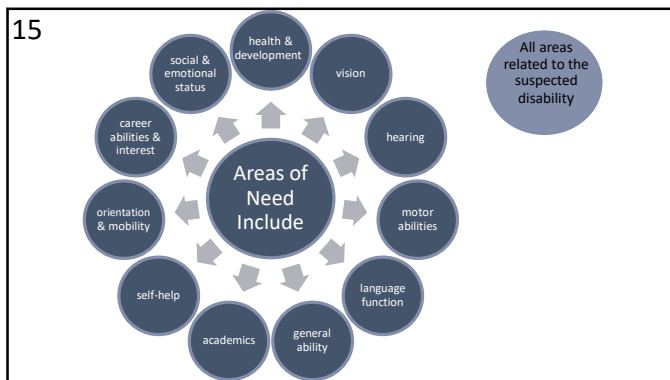 15
health &
development
vision
hearing
motor
abilities
language
function
general
ability
academics
self-help
orientation
& mobility
career
abilities &
interest
social &
emotional
status
Areas of
Need
Include
All areas
related to the
suspected
disability